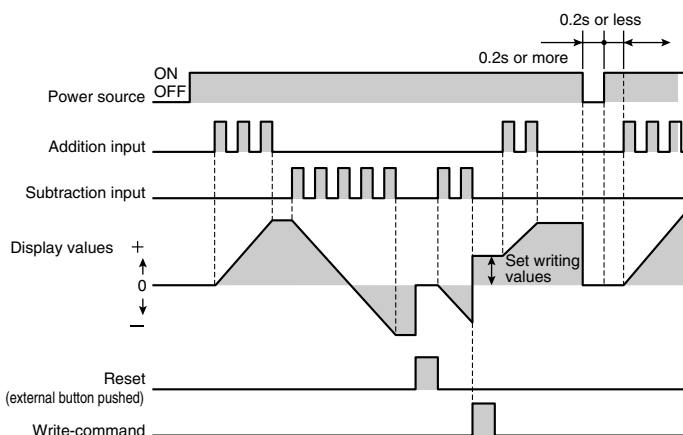 0.2s or less
0.2s or more
ON
OFF
Power source
Addition input
Subtraction input
Display values
+
0
−
Set writing
values
Reset
(external button pushed)
Write-command